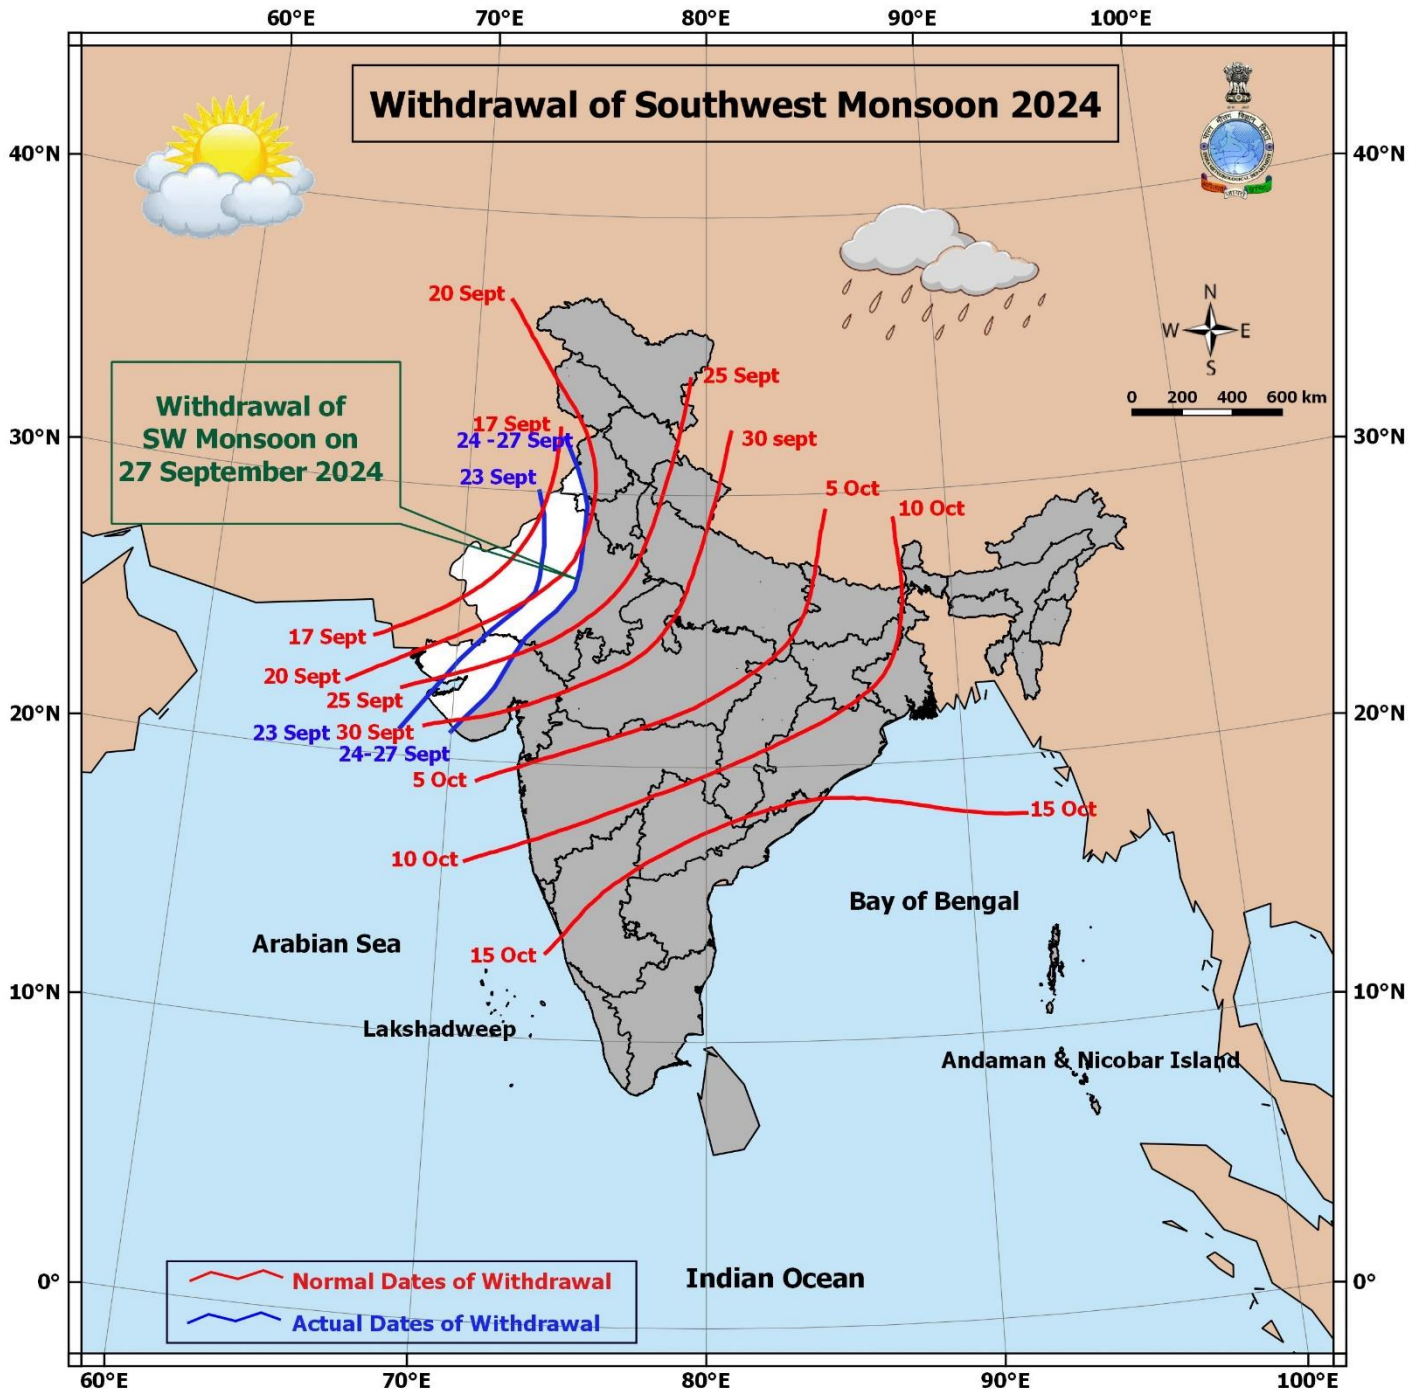 60°E 70°E 80°E 90°E 100°E
Withdrawal of Southwest Monsoon 2024
40°N 40°N
N
W E
S
20 Sept
25 Sept
0 200 400 600 km
Withdrawal of
SW Monsoon on
27 September 2024
17 Sept
24 -27 Sept
30 sept
30°N 30°N
23 Sept
5 Oct
10 Oct
17 Sept
20 Sept
25 Sept
20°N 20°N
23 Sept 30 Sept
24-27 Sept
5 Oct
15 Oct
10 Oct
Bay of Bengal
Arabian Sea
15 Oct
10°N 10°N
Lakshadweep
Andaman & Nicobar Island
0° 0°
Indian Ocean
Normal Dates of Withdrawal
Actual Dates of Withdrawal
60°E 70°E 80°E 90°E 100°E